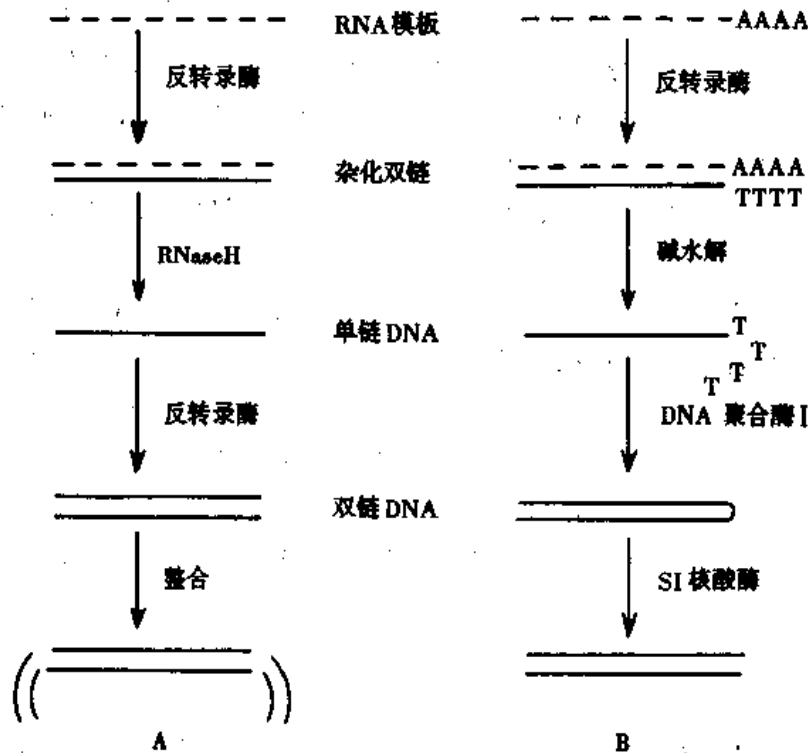 RNA模板 AAAA
反转录酶 反转录酶
杂化双链 AAAA
TTTT
RNaseH 碱水解
单链DNA T
T
T
T
反转录酶 DNA 聚合酶I
双链DNA
整合 SI核酸酶
A B